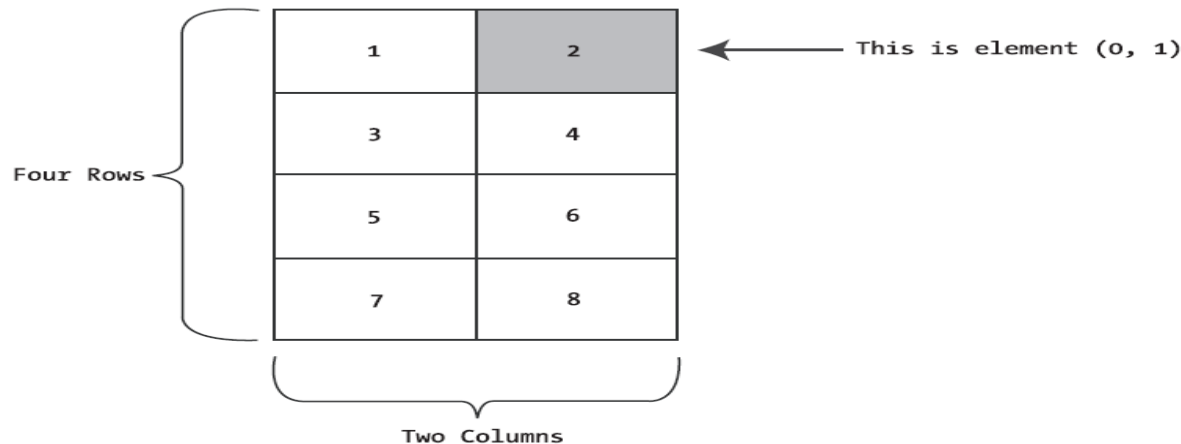 1 2 This is element (0, 1)
3 4
Four Rows
5 6
7 8
Two Columns